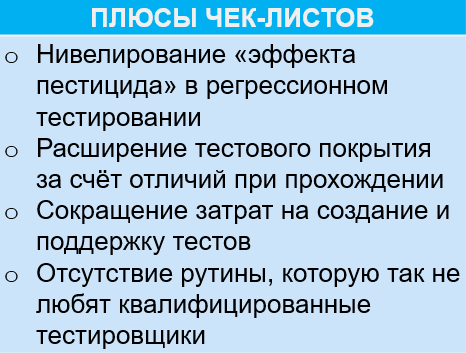 ПЛЮСЫ ЧЕК-ЛИСТОВ
o Нивелирование «эффекта
пестицида» в регрессионном
тестировании
o Расширение тестового покрытия
за счёт отличий при прохождении
o Сокращение затрат на создание и
поддержку тестов
o Отсутствие рутины, которую так не
любят квалифицированные
тестировщики